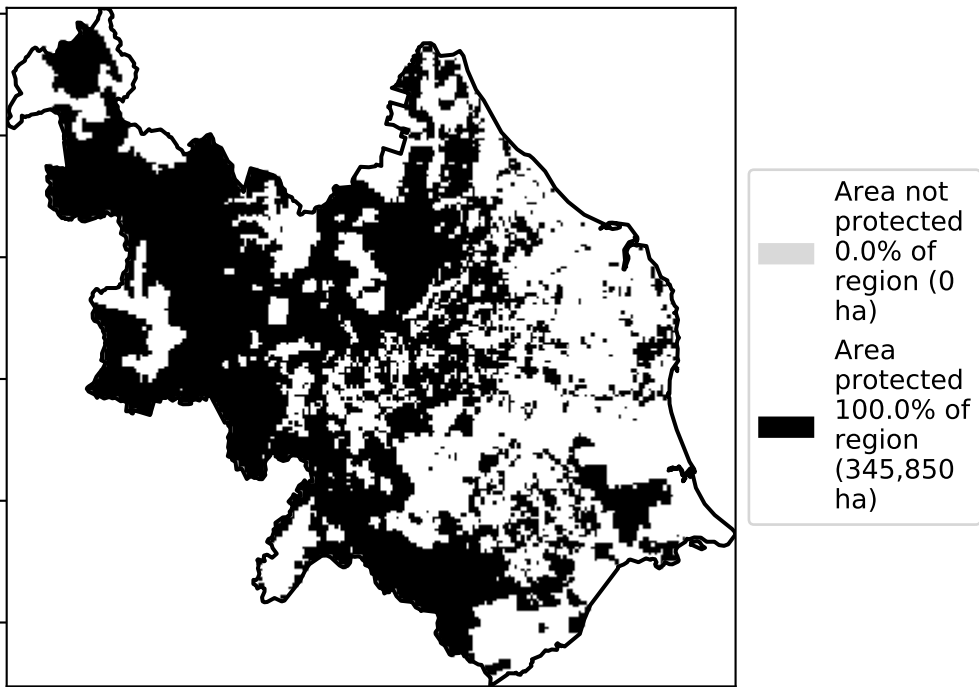 Area not
protected
0.0% of
region (0
ha)
Area
protected
100.0% of
region
(345,850
ha)